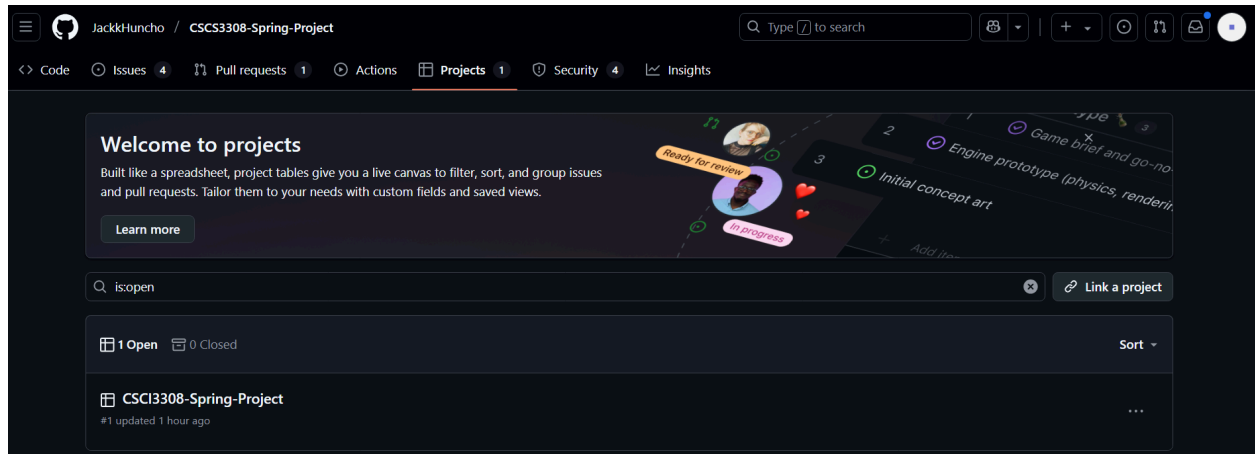 JackkHuncho / CSCS3308-Spring-Project
Type / to search
Code Issues 4 Pull requests 1 Actions Projects 1 Security 4 Insights
Welcome to projects
Built like a spreadsheet, project tables give you a live canvas to filter, sort, and group issues
and pull requests. Tailor them to your needs with custom fields and saved views.
Learn more
Ready for review
In progress
2
3
3
Game brief and go-no
Engine prototype (physics, renderin
Initial concept art
+ Add ite
is:open
Link a project
1 Open 0 Closed
Sort
CSCI3308-Spring-Project
#1 updated 1 hour ago